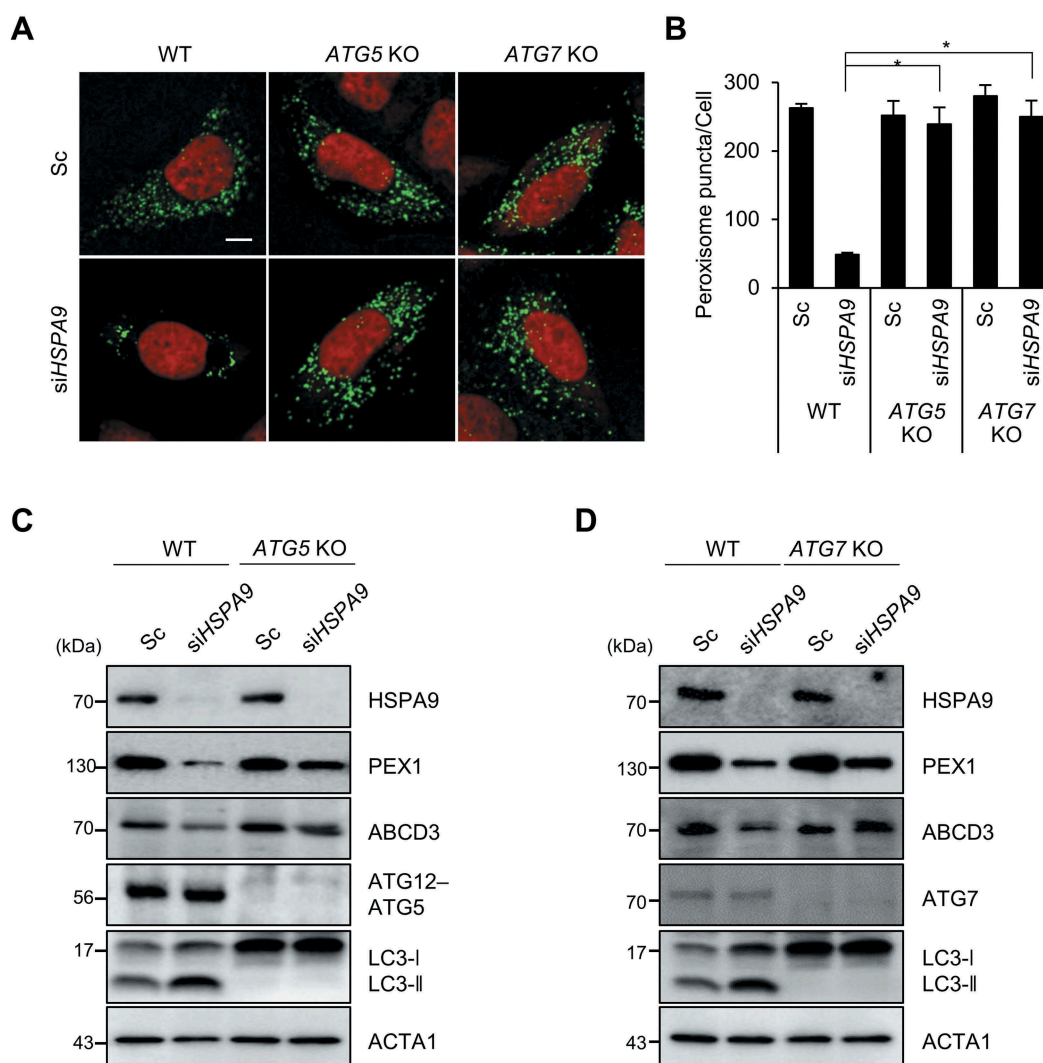 A
WT ATG5 KO ATG7 KO
Sc
siHSPA9
B
* *
Peroxisome puncta/Cell
300
200
100
0
Sc siHSPA9 Sc siHSPA9 Sc siHSPA9
WT ATG5 KO ATG7 KO
C
WT ATG5 KO
(kDa) Sc siHSPA9 Sc siHSPA9
70 HSPA9
130 PEX1
70 ABCD3
56 ATG12–
ATG5
17 LC3-I
LC3-II
43 ACTA1
D
WT ATG7 KO
(kDa) Sc siHSPA9 Sc siHSPA9
70 HSPA9
130 PEX1
70 ABCD3
70 ATG7
17 LC3-I
LC3-II
43 ACTA1